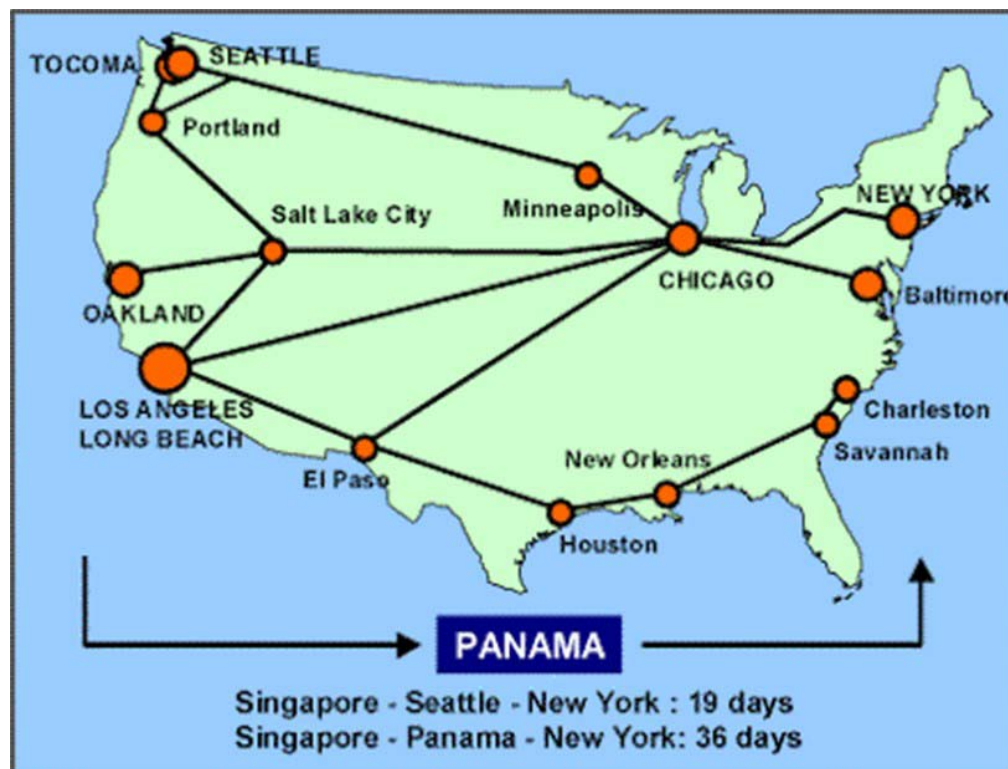 TOCOMA
SEATTLE
Portland
Minneapolis
NEW YORK
Salt Lake City
CHICAGO
Baltimore
OAKLAND
LOS ANGELES
LONG BEACH
Charleston
Savannah
New Orleans
El Paso
Houston
PANAMA
Singapore - Seattle - New York : 19 days
Singapore - Panama - New York: 36 days